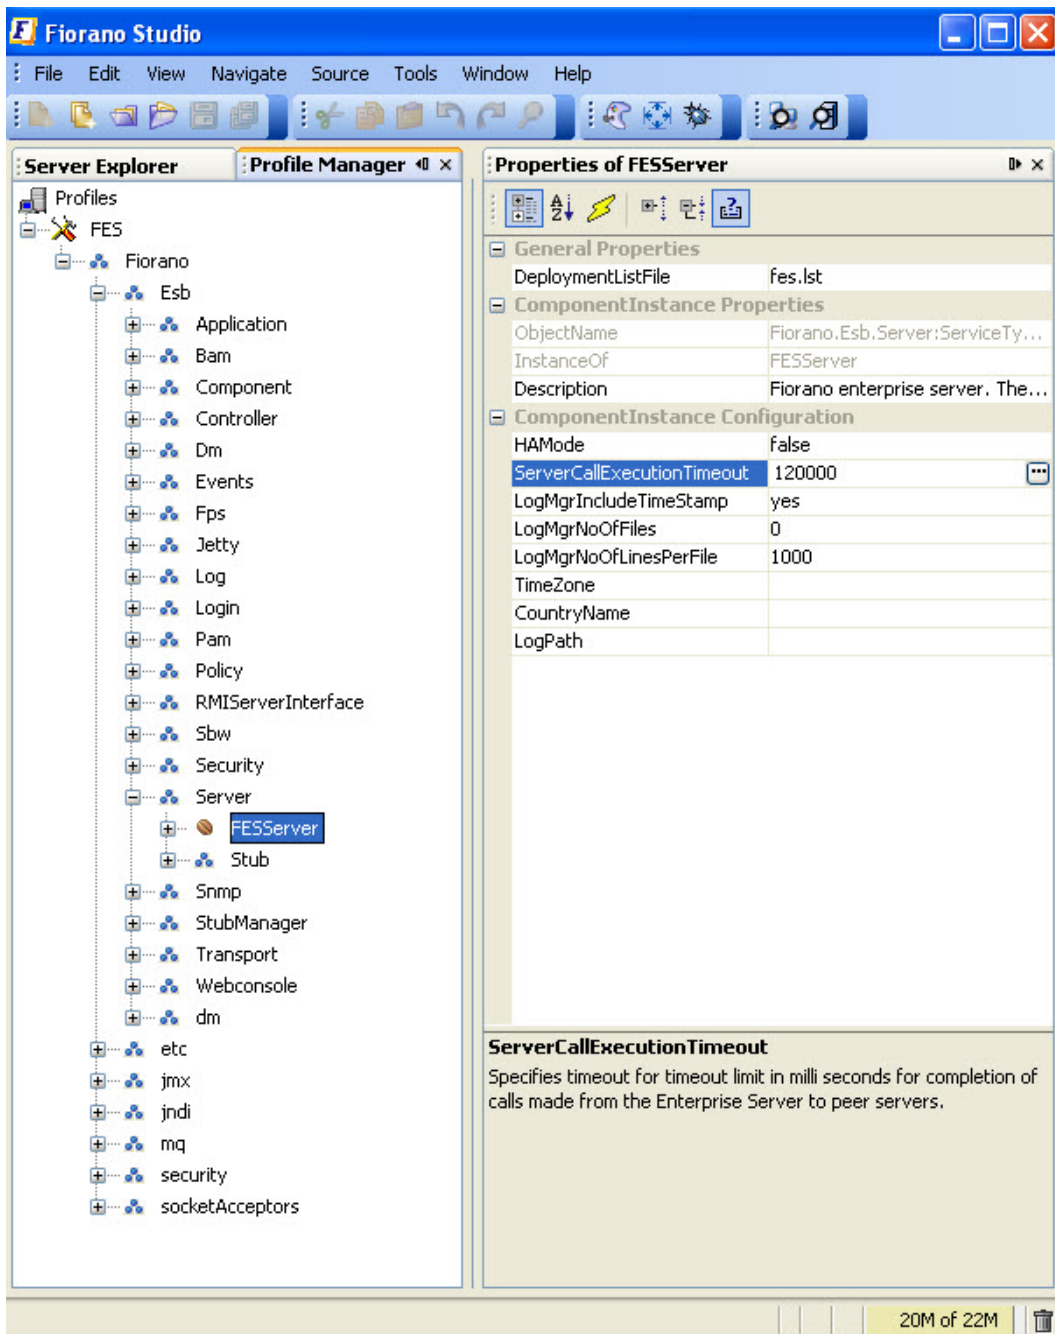 Fiorano Studio
File Edit View Navigate Source Tools Window Help
Server Explorer Profile Manager
Profiles
FES
Fiorano
Esb
Application
Bam
Component
Controller
Dm
Events
Fps
Jetty
Log
Login
Pam
Policy
RMIServerInterface
Sbw
Security
Server
FESServer
Stub
Snmp
StubManager
Transport
Webconsole
dm
etc
jmx
jndi
mq
security
socketAcceptors
Properties of FESServer
General Properties
DeploymentListFile fes.lst
ComponentInstance Properties
ObjectName Fiorano.Esb.Server:ServiceTy...
InstanceOf FESServer
Description Fiorano enterprise server. The...
ComponentInstance Configuration
HAMode false
ServerCallExecutionTimeout 120000
LogMgrIncludeTimeStamp yes
LogMgrNoOfFiles 0
LogMgrNoOfLinesPerFile 1000
TimeZone
CountryName
LogPath
ServerCallExecutionTimeout
Specifies timeout for timeout limit in milli seconds for completion of
calls made from the Enterprise Server to peer servers.
20M of 22M